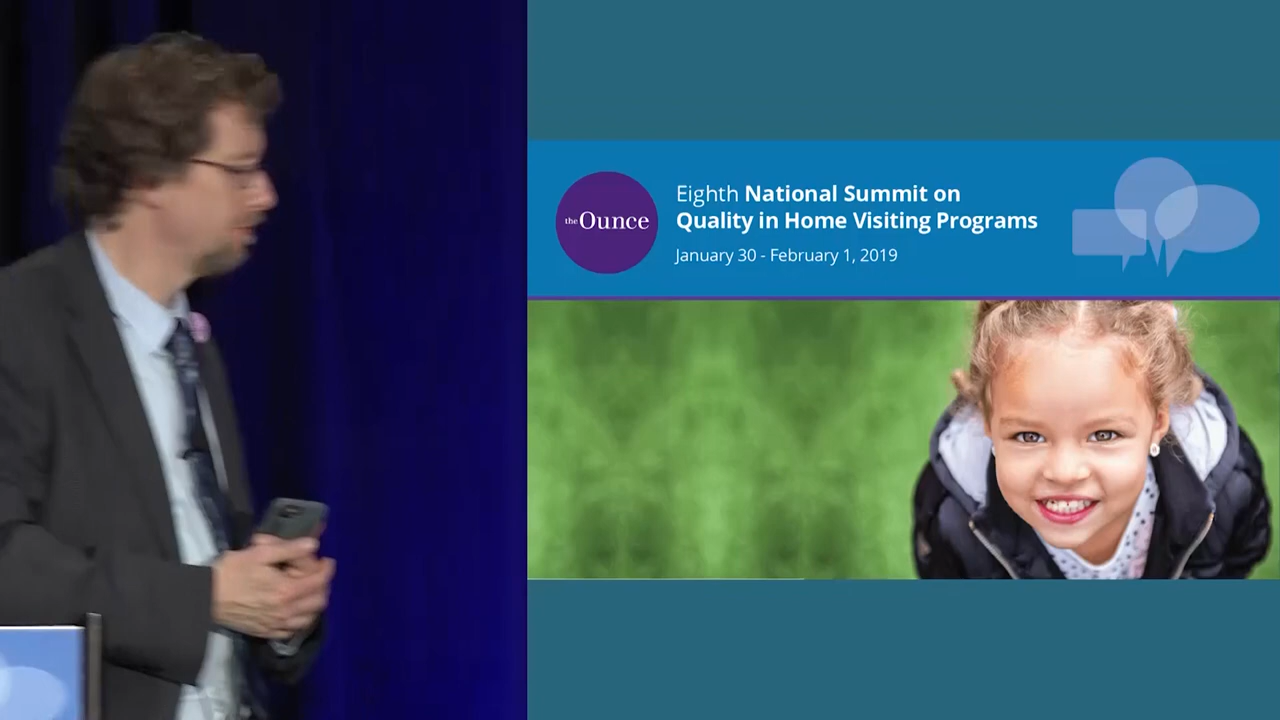 the Ounce
Eighth National Summit on
Quality in Home Visiting Programs
January 30 - February 1, 2019